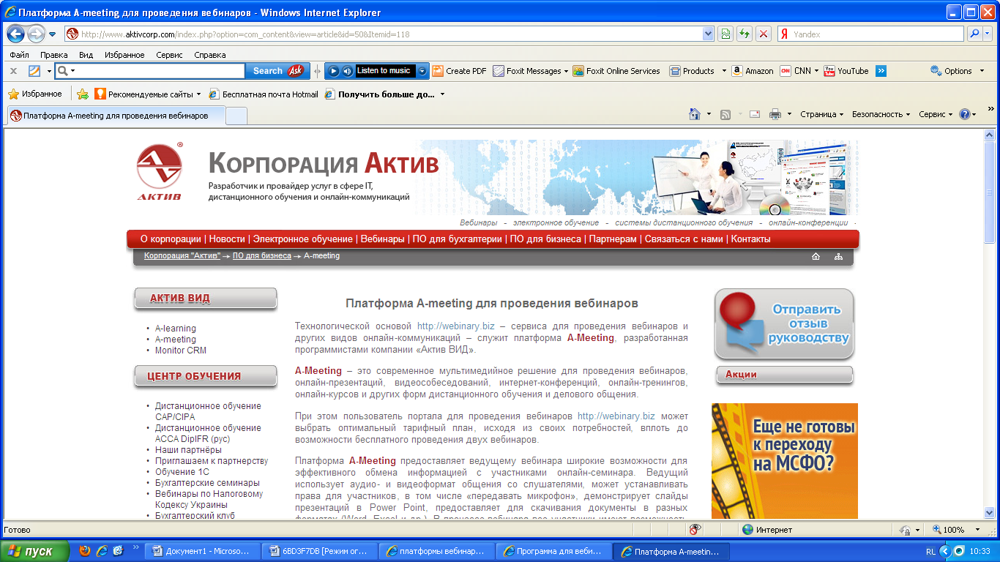 Платформа A-meeting для проведения вебинаров - Windows Internet Explorer
http://www.aktivcorp.com/index.php?option=com_content&view=article&id=50&Itemid=118
Yandex
Файл Правка Вид Избранное Сервис Справка
Search Ask Listen to music Create PDF Foxit Messages Foxit Online Services Products Amazon CNN YouTube Options
Избранное Рекомендуемые сайты Бесплатная почта Hotmail Получить больше до...
Платформа A-meeting для проведения вебинаров
Страница Безопасность Сервис
АКТИВ
Корпорация Актив
Разработчик и провайдер услуг в сфере IT,
дистанционного обучения и онлайн-коммуникаций
Вебинары - электронное обучение - системы дистанционного обучения - онлайн-конференции -
О корпорации | Новости | Электронное обучение | Вебинары | ПО для бухгалтерии | ПО для бизнеса | Партнерам | Связаться с нами | Контакты
Корпорация "Актив" → ПО для бизнеса → A-meeting
АКТИВ ВИД
• A-learning
• A-meeting
• Monitor CRM
ЦЕНТР ОБУЧЕНИЯ
• Дистанционное обучение
CAP/CIPA
• Дистанционное обучение
ACCA DipIFR (рус)
• Наши партнёры
• Приглашаем к партнерству
• Обучение 1С
• Бухгалтерские семинары
• Вебинары по Налоговому
Кодексу Украины
• Бухгалтерский клуб
Платформа A-meeting для проведения вебинаров
Технологической основой http://webinary.biz – сервиса для проведения вебинаров и
других видов онлайн-коммуникаций – служит платформа A-Meeting, разработанная
программистами компании «Актив ВИД».
A-Meeting – это современное мультимедийное решение для проведения вебинаров,
онлайн-презентаций, видеособеседований, интернет-конференций, онлайн-тренингов,
онлайн-курсов и других форм дистанционного обучения и делового общения.
При этом пользователь портала для проведения вебинаров http://webinary.biz может
выбрать оптимальный тарифный план, исходя из своих потребностей, вплоть до
возможности бесплатного проведения двух вебинаров.
Платформа A-Meeting предоставляет ведущему вебинара широкие возможности для
эффективного обмена информацией с участниками онлайн-семинара. Ведущий
использует аудио- и видеоформат общения со слушателями, может устанавливать
права для участников, в том числе «передавать микрофон», демонстрирует слайды
презентаций в Power Point, предоставляет для скачивания документы в разных
форматах (Word, Excel и др.). В процессе вебинара все участники имеют возможность
Отправить
отзыв
руководству
Акции
Еще не готовы
к переходу
на МСФО?
Готово
Интернет
100%
пуск
Документ1 - Microso...
6BD3F7DB [Режим ог...
платформы вебинар...
Программа для веби...
Платформа A-meetin...
RL
10:33